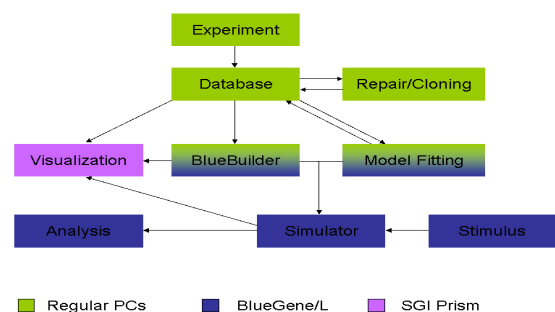 Experiment
Database
Repair/Cloning
Visualization
BlueBuilder
Model Fitting
Analysis
Simulator
Stimulus
Regular PCs
BlueGene/L
SGI Prism